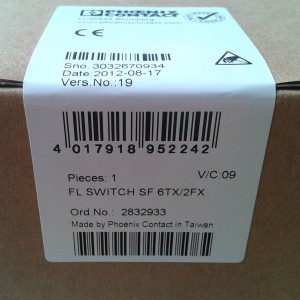 PHOENIX
CONTACT
Sno.:3032670934
Date:2012-08-17
Vers.No.:19
4 017918 952242
Pieces: 1 V/C:09
FL SWITCH SF 6TX/2FX
Ord No.: 2832933
Made by Phoenix Contact in Taiwan